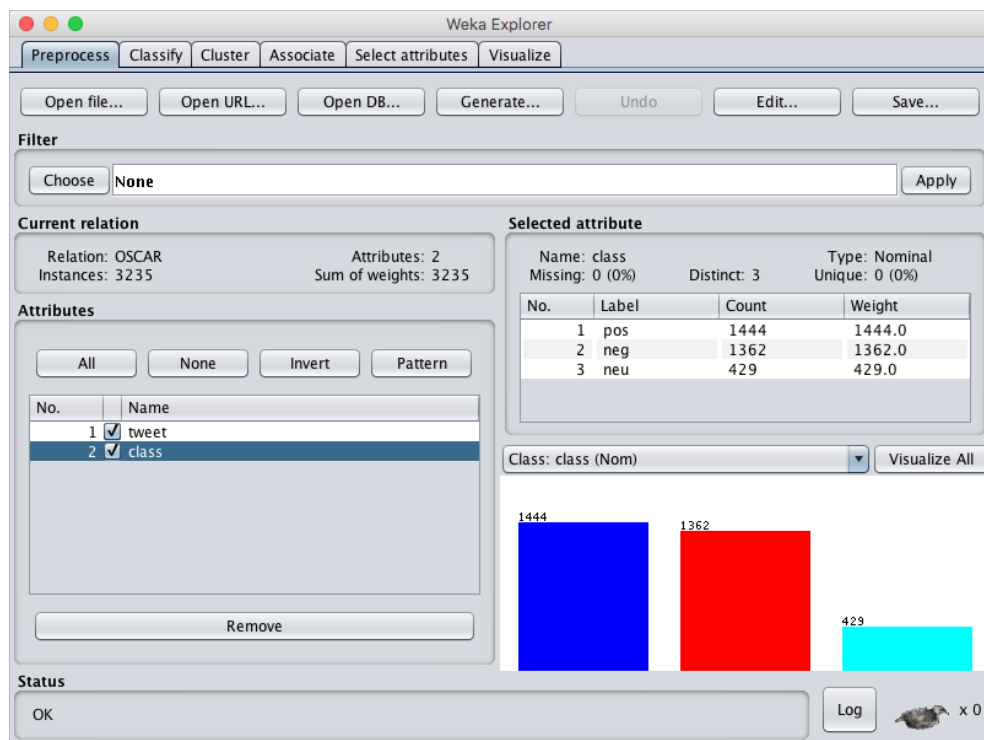 Weka Explorer
Preprocess Classify Cluster Associate Select attributes Visualize
Open file... Open URL... Open DB... Generate... Undo Edit... Save...
Filter
Choose None Apply
Current relation
Relation: OSCAR Attributes: 2
Instances: 3235 Sum of weights: 3235
Attributes
All None Invert Pattern
No. Name
1 tweet
2 class
Remove
Selected attribute
Name: class Type: Nominal
Missing: 0 (0%) Distinct: 3 Unique: 0 (0%)
No. Label Count Weight
1 pos 1444 1444.0
2 neg 1362 1362.0
3 neu 429 429.0
Class: class (Nom) Visualize All
1444
1362
429
Status
OK
Log x 0